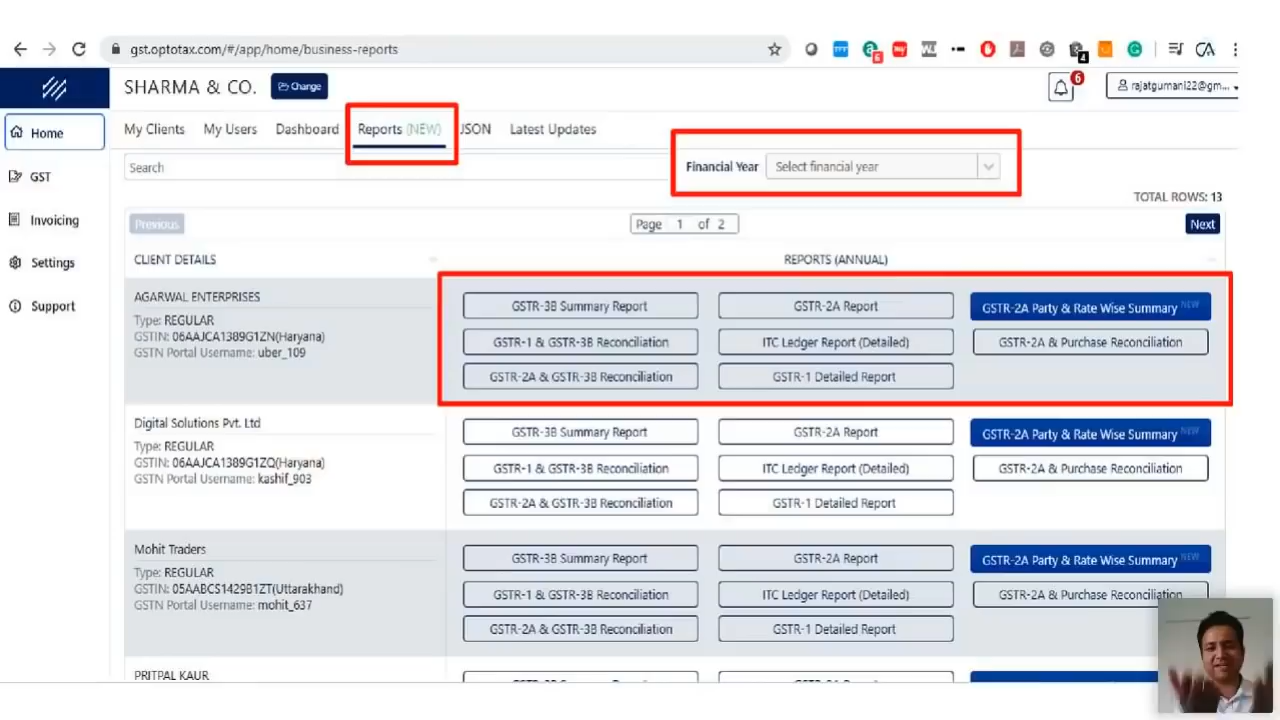 gst.optotax.com/#/app/home/business-reports
SHARMA & CO. Change
6
rajatgumani22@gm...
Home
My Clients My Users Dashboard Reports (NEW) JSON Latest Updates
Search
Financial Year Select financial year
GST
TOTAL ROWS: 13
Invoicing
Previous Page 1 of 2 Next
Settings
CLIENT DETAILS REPORTS (ANNUAL)
Support
AGARWAL ENTERPRISES
Type: REGULAR
GSTIN: 06AAJCA1389G1ZN(Haryana)
GSTN Portal Username: uber_109
GSTR-3B Summary Report GSTR-2A Report GSTR-2A Party & Rate Wise Summary NEW
GSTR-1 & GSTR-3B Reconciliation ITC Ledger Report (Detailed) GSTR-2A & Purchase Reconciliation
GSTR-2A & GSTR-3B Reconciliation GSTR-1 Detailed Report
Digital Solutions Pvt. Ltd
Type: REGULAR
GSTIN: 06AAJCA1389G1ZQ(Haryana)
GSTN Portal Username: kashif_903
GSTR-3B Summary Report GSTR-2A Report GSTR-2A Party & Rate Wise Summary NEW
GSTR-1 & GSTR-3B Reconciliation ITC Ledger Report (Detailed) GSTR-2A & Purchase Reconciliation
GSTR-2A & GSTR-3B Reconciliation GSTR-1 Detailed Report
Mohit Traders
Type: REGULAR
GSTIN: 05AABCS1429B1ZT(Uttarakhand)
GSTN Portal Username: mohit_637
GSTR-3B Summary Report GSTR-2A Report GSTR-2A Party & Rate Wise Summary NEW
GSTR-1 & GSTR-3B Reconciliation ITC Ledger Report (Detailed) GSTR-2A & Purchase Reconciliation
GSTR-2A & GSTR-3B Reconciliation GSTR-1 Detailed Report
PRITPAL KAUR